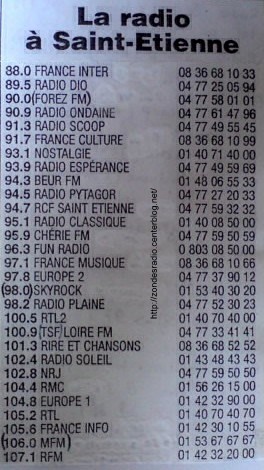 La radio
à Saint-Etienne
88.0 FRANCE INTER 08 36 68 10 33
89.5 RADIO DIO 04 77 25 05 94
90.0 (FOREZ FM) 04 77 58 01 01
90.9 RADIO ONDAINE 04 77 61 47 96
91.3 RADIO SCOOP 04 77 49 55 45
91.7 FRANCE CULTURE 08 36 68 10 99
93.1 NOSTALGIE 01 40 71 40 00
93.9 RADIO ESPÉRANCE 04 77 49 59 69
94.3 BEUR FM 01 48 06 55 33
94.5 RADIO PYTAGOR 04 77 27 20 33
94.7 RCF SAINT ETIENNE 04 77 59 32 32
95.1 RADIO CLASSIQUE 01 40 08 50 00
95.9 CHÉRIE FM 04 77 59 50 59
96.3 FUN RADIO 0 803 08 50 00
97.1 FRANCE MUSIQUE 08 36 68 10 66
97.8 EUROPE 2 04 77 37 90 17
(98.0) SKYROCK 01 53 40 30 20
98.2 RADIO PLAINE 04 77 52 30 23
100.5 RTL2 01 40 70 40 00
100.9 (TSF) LOIRE FM 04 77 33 41 41
101.3 RIRE ET CHANSONS 08 36 68 52 52
102.4 RADIO SOLEIL 01 43 48 43 43
102.8 NRJ 04 77 59 50 50
104.4 RMC 01 56 26 15 00
104.8 EUROPE 1 01 42 32 90 00
105.2 RTL 01 40 70 40 70
105.6 FRANCE INFO 01 42 30 10 55
(106.0 MFM) 01 53 67 67 67
107.1 RFM 01 42 32 20 00
http://zondesradio.centerblog.net/